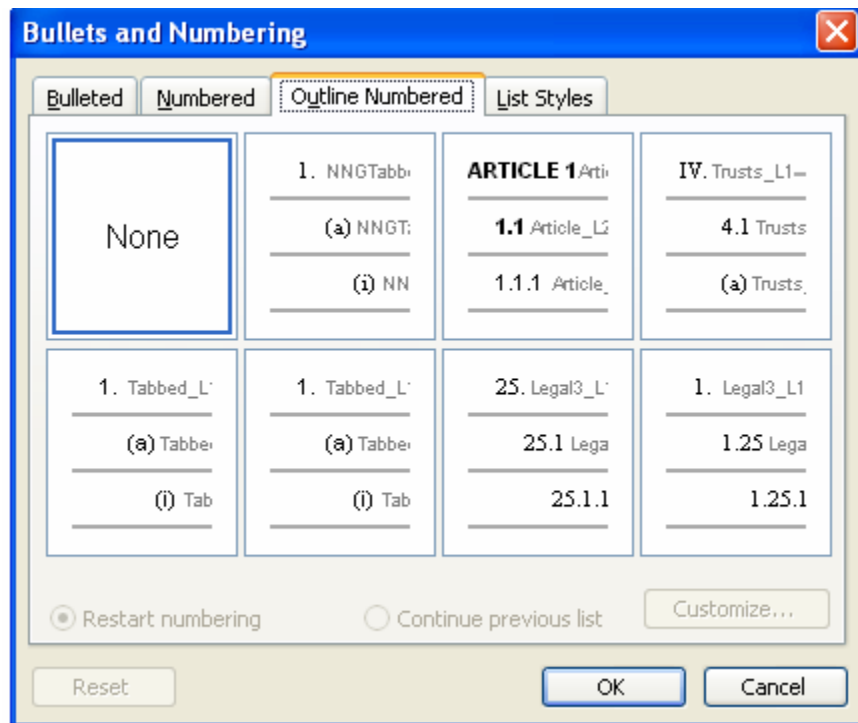 Bullets and Numbering
Bulleted Numbered Outline Numbered List Styles
None
1. NNGTabb
(a) NNGT
(i) NN
ARTICLE 1 Arti
1.1 Article_L2
1.1.1 Article_
IV. Trusts_L1
4.1 Trusts
(a) Trusts_
1. Tabbed_L
(a) Tabbe
(i) Tab
1. Tabbed_L
(a) Tabbe
(i) Tab
25. Legal3_L
25.1 Lega
25.1.1
1. Legal3_L1
1.25 Lega
1.25.1
Restart numbering Continue previous list Customize...
Reset OK Cancel